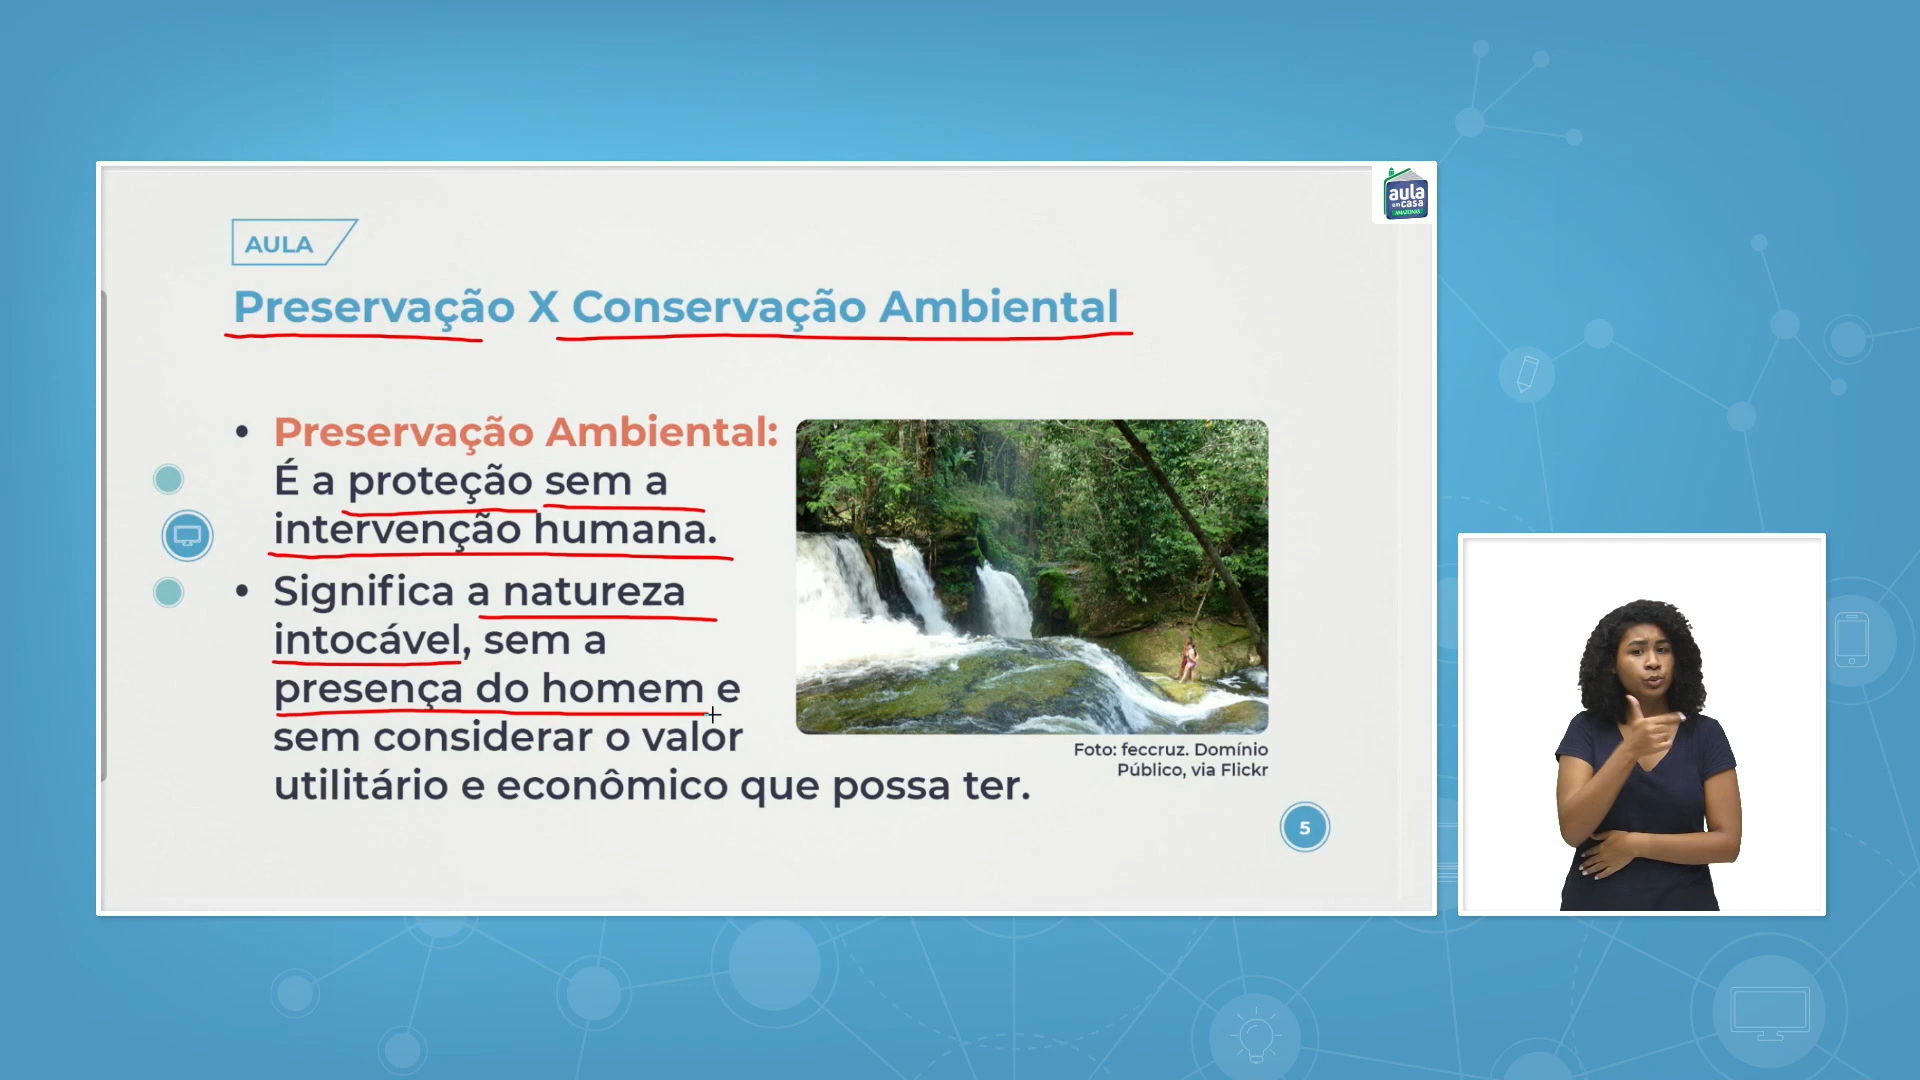 aula
em casa
AMAZONAS
AULA
Preservação X Conservação Ambiental
• Preservação Ambiental:
É a proteção sem a
intervenção humana.
• Significa a natureza
intocável, sem a
presença do homem e
sem considerar o valor
utilitário e econômico que possa ter.
Foto: feccruz. Domínio
Público, via Flickr
5